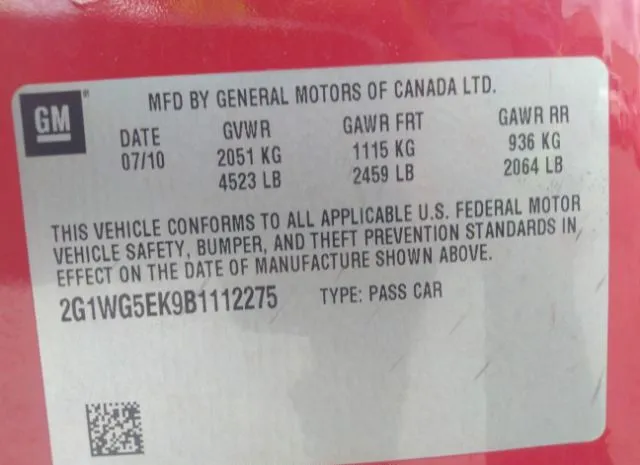 GM
MFD BY GENERAL MOTORS OF CANADA LTD.
DATE GVWR GAWR FRT GAWR RR
07/10 2051 KG 1115 KG 936 KG
4523 LB 2459 LB 2064 LB
THIS VEHICLE CONFORMS TO ALL APPLICABLE U.S. FEDERAL MOTOR
VEHICLE SAFETY, BUMPER, AND THEFT PREVENTION STANDARDS IN
EFFECT ON THE DATE OF MANUFACTURE SHOWN ABOVE.
2G1WG5EK9B1112275 TYPE: PASS CAR